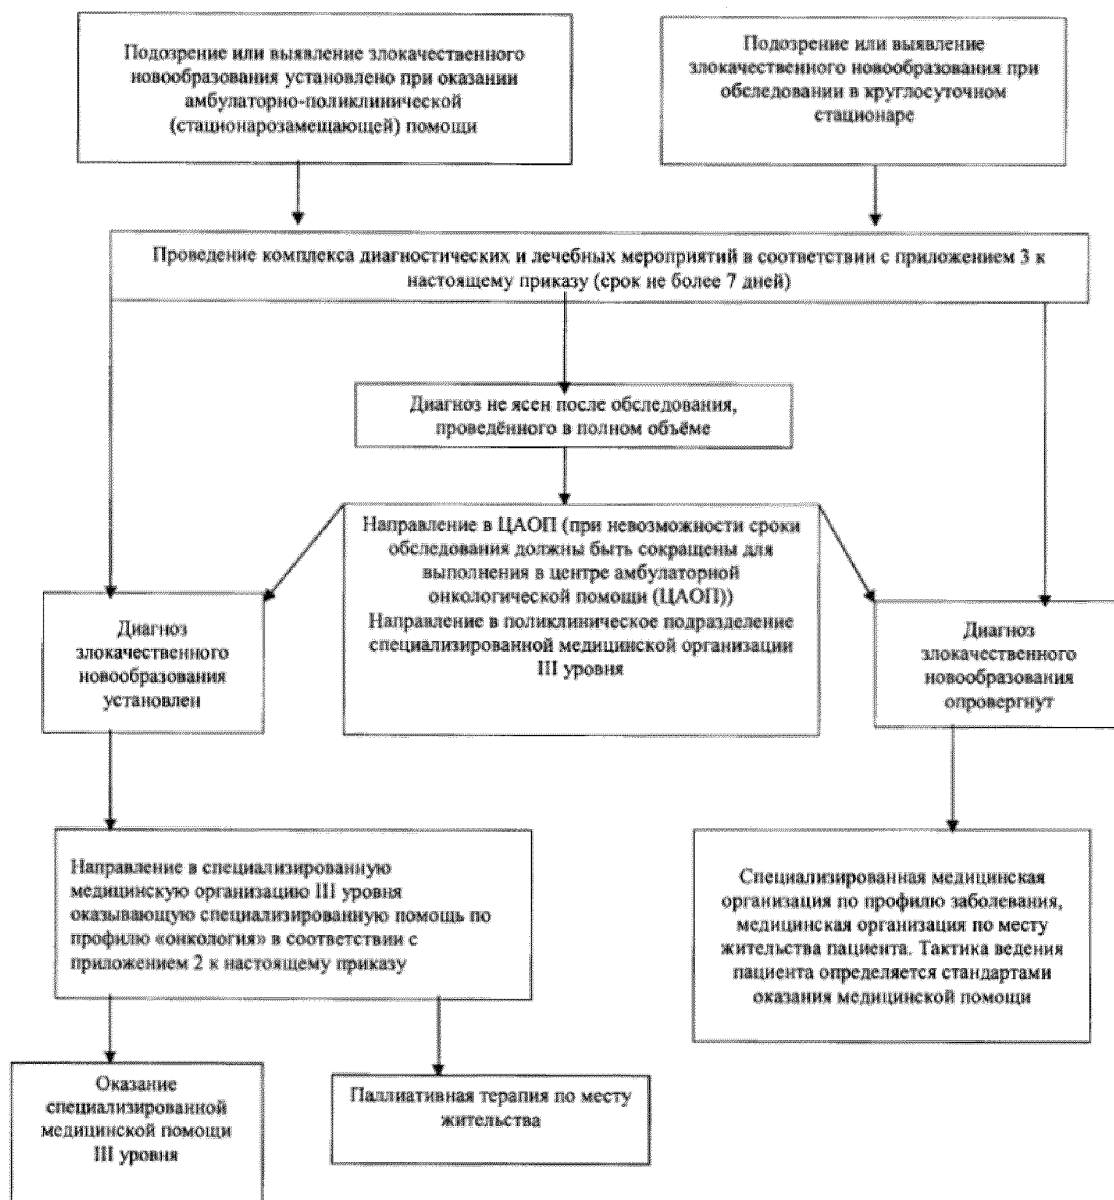 Подозрение или выявление злокачественного
новообразования установлено при оказании
амбулаторно-поликлинической
(стационарозамещающей) помощи
Подозрение или выявление
злокачественного новообразования при
обследовании в круглосуточном
стационаре
Проведение комплекса диагностических и лечебных мероприятий в соответствии с приложением 3 к
настоящему приказу (срок не более 7 дней)
Диагноз не ясен после обследования,
проведённого в полном объёме
Направление в ЦАОП (при невозможности сроки
обследования должны быть сокращены для
выполнения в центре амбулаторной
онкологической помощи (ЦАОП))
Направление в поликлиническое подразделение
специализированной медицинской организации
III уровня
Диагноз
злокачественного
новообразования
установлен
Диагноз
злокачественного
новообразования
опровергнут
Направление в специализированную
медицинскую организацию III уровня
оказывающую специализированную помощь по
профилю «онкология» в соответствии с
приложением 2 к настоящему приказу
Специализированная медицинская
организация по профилю заболевания,
медицинская организация по месту
жительства пациента. Тактика ведения
пациента определяется стандартами
оказания медицинской помощи
Оказание
специализированной
медицинской помощи
III уровня
Паллиативная терапия по месту
жительства